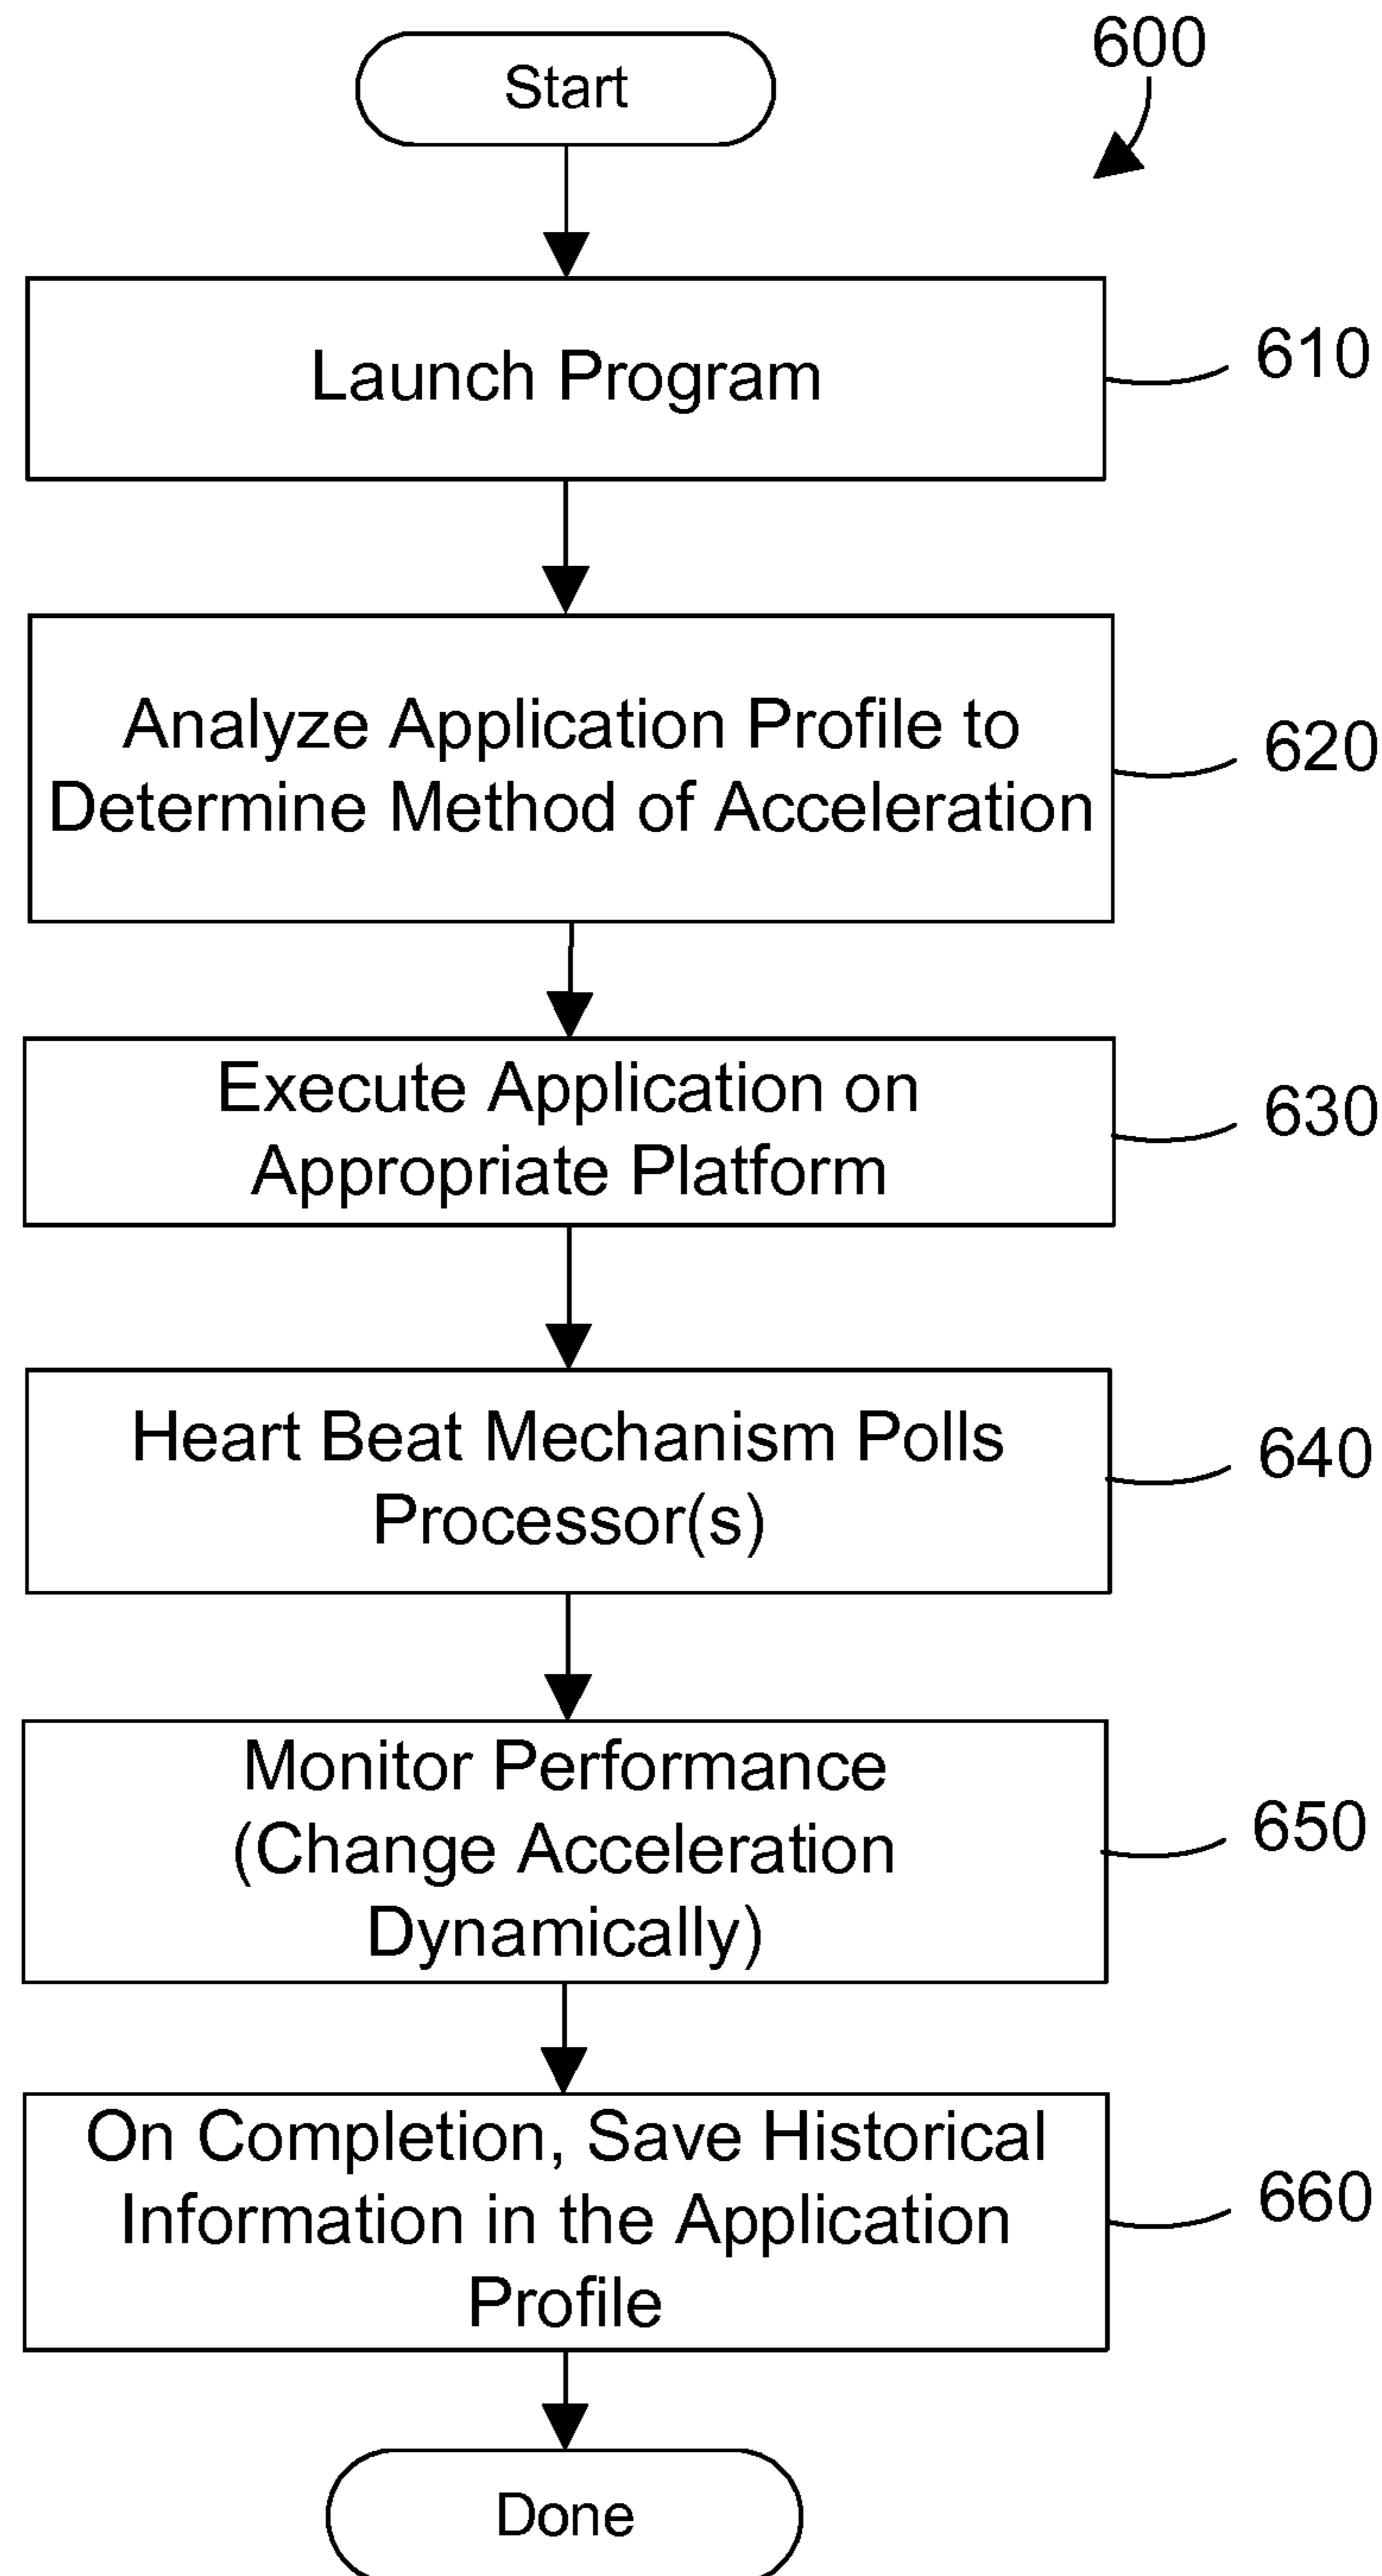 600
Start
Launch Program
610
Analyze Application Profile to
Determine Method of Acceleration
620
Execute Application on
Appropriate Platform
630
Heart Beat Mechanism Polls
Processor(s)
640
Monitor Performance
(Change Acceleration
Dynamically)
650
On Completion, Save Historical
Information in the Application
Profile
660
Done